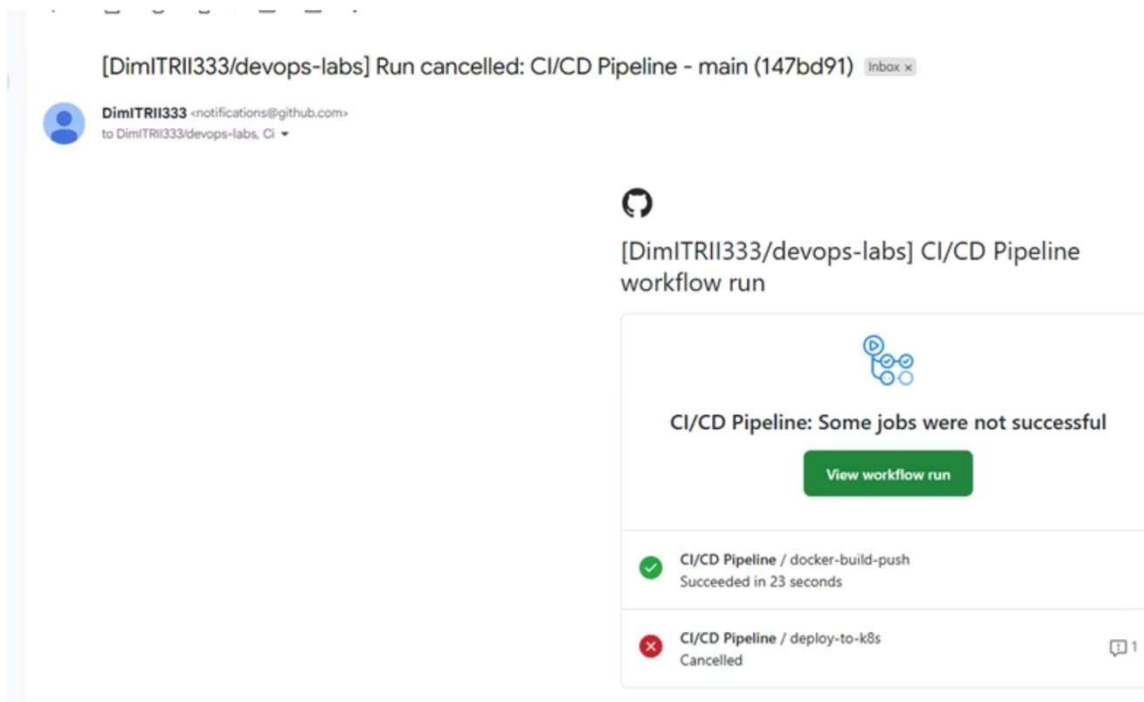 [DimITRII333/devops-labs] Run cancelled: CI/CD Pipeline - main (147bd91) Inbox ×
DimITRII333 <notifications@github.com>
to DimITRII333/devops-labs, Ci
[DimITRII333/devops-labs] CI/CD Pipeline
workflow run
CI/CD Pipeline: Some jobs were not successful
View workflow run
CI/CD Pipeline / docker-build-push
Succeeded in 23 seconds
CI/CD Pipeline / deploy-to-k8s
Cancelled
1